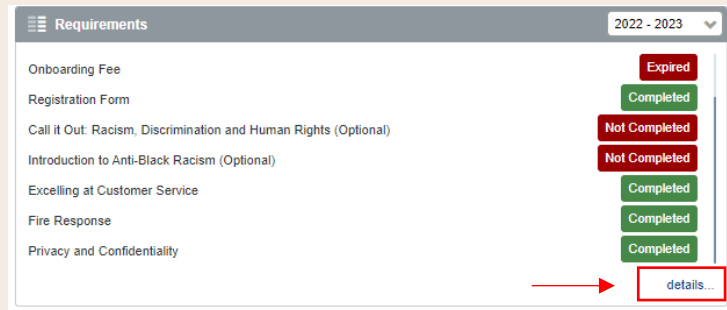 Requirements 2022 - 2023
Onboarding Fee Expired
Registration Form Completed
Call it Out: Racism, Discrimination and Human Rights (Optional) Not Completed
Introduction to Anti-Black Racism (Optional) Not Completed
Excelling at Customer Service Completed
Fire Response Completed
Privacy and Confidentiality Completed
details...